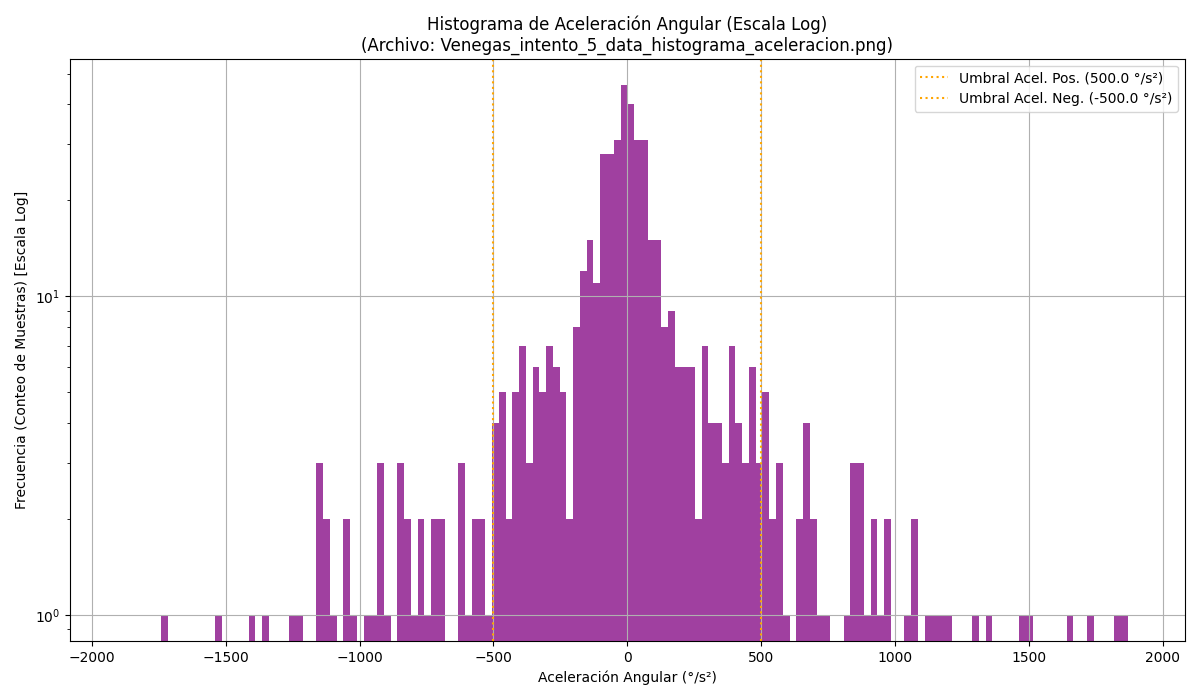 Histograma de Aceleración Angular (Escala Log)
(Archivo: Venegas_intento_5_data_histograma_aceleracion.png)
Umbral Acel. Pos. (500.0 °/s²)
Umbral Acel. Neg. (-500.0 °/s²)
Frecuencia (Conteo de Muestras) [Escala Log]
10¹
10⁰
−2000 −1500 −1000 −500 0 500 1000 1500 2000
Aceleración Angular (°/s²)